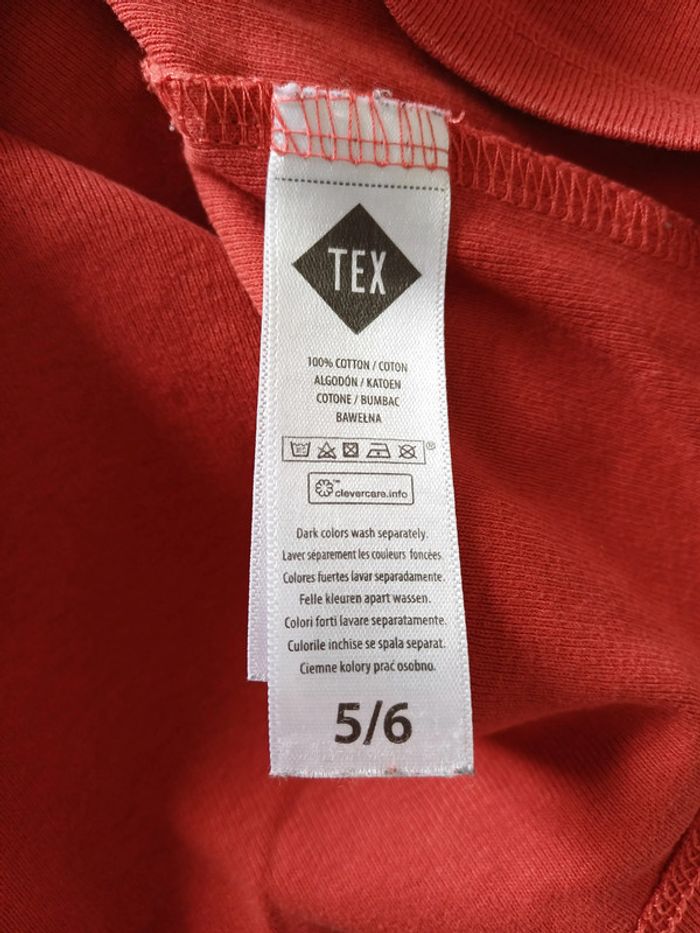 TEX
100% COTTON / COTON
ALGODÓN / KATOEN
COTONE / BUMBAC
BAWEŁNA
®
™ clevercare.info
Dark colors wash separately.
Laver séparement les couleurs foncées.
Colores fuertes lavar separadamente.
Felle kleuren apart wassen.
Colori forti lavare separatamente.
Culorile inchise se spala separat.
Ciemne kolory prać osobno.
5/6